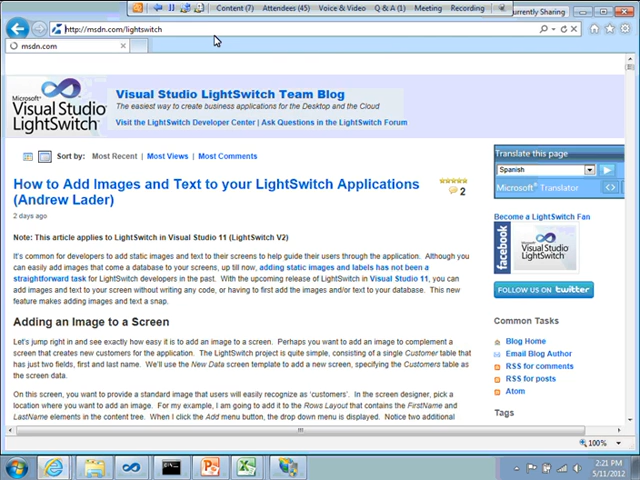 Content (7) Attendees (45) Voice & Video Q & A (1) Meeting Recording
Currently Sharing
http://msdn.com/lightswitch
msdn.com
Microsoft
Visual Studio
LightSwitch
Visual Studio LightSwitch Team Blog
The easiest way to create business applications for the Desktop and the Cloud
Visit the LightSwitch Developer Center | Ask Questions in the LightSwitch Forum
Sort by: Most Recent | Most Views | Most Comments
How to Add Images and Text to your LightSwitch Applications
(Andrew Lader)
2
2 days ago
Note: This article applies to LightSwitch in Visual Studio 11 (LightSwitch V2)
It's common for developers to add static images and text to their screens to help guide their users through the application. Although you
can easily add images that come a database to your screens, up till now, adding static images and labels has not been a
straightforward task for LightSwitch developers in the past. With the upcoming release of LightSwitch in Visual Studio 11, you can
add images and text to your screen without writing any code, or having to first add the images and/or text to your database. This new
feature makes adding images and text a snap.
Adding an Image to a Screen
Let's jump right in and see exactly how easy it is to add an image to a screen. Perhaps you want to add an image to complement a
screen that creates new customers for the application. The LightSwitch project is quite simple, consisting of a single Customer table that
has just two fields, first and last name. We'll use the New Data screen template to add a new screen, specifying the Customers table as
the screen data.
On this screen, you want to provide a standard image that users will easily recognize as 'customers'. In the screen designer, pick a
location where you want to add an image. For my example, I am going to add it to the Rows Layout that contains the FirstName and
LastName elements in the content tree. When I click the Add menu button, the drop down menu is displayed. Notice two additional
Translate this page
Spanish
Microsoft® Translator
Become a LightSwitch Fan
facebook
Visual Studio
LightSwitch
FOLLOW US ON twitter
Common Tasks
Blog Home
Email Blog Author
RSS for comments
RSS for posts
Atom
Tags
100%
2:21 PM
5/11/2012